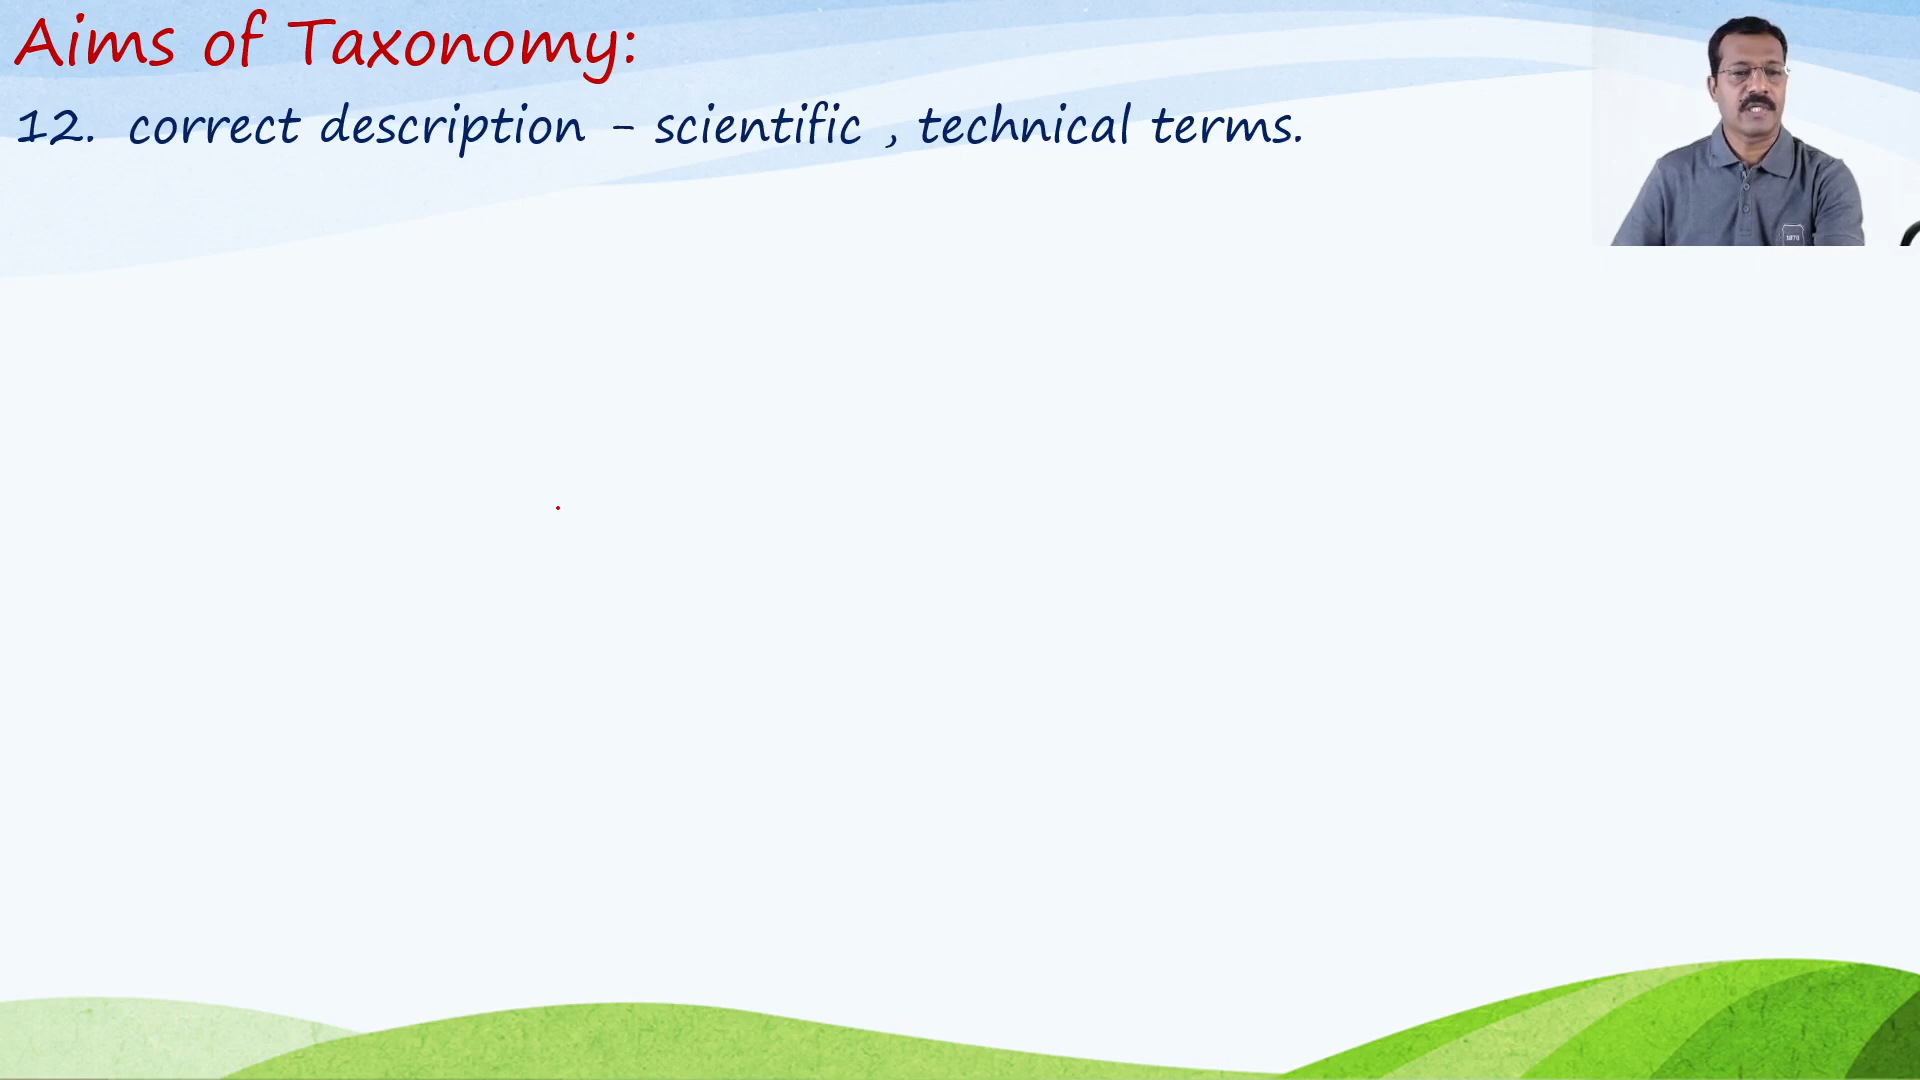 Aims of Taxonomy:
12. correct description - scientific , technical terms.